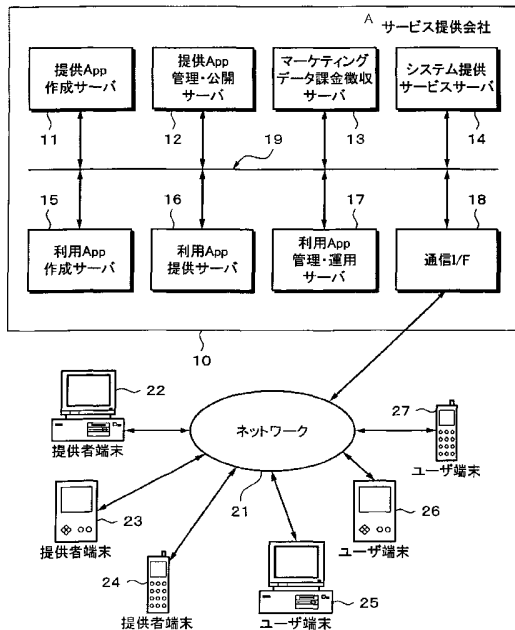 A サービス提供会社
提供App
作成サーバ
提供App
管理・公開
サーバ
マーケティング
データ課金徴収
サーバ
システム提供
サービスサーバ
11
12
13
14
19
15
16
17
18
利用App
作成サーバ
利用App
提供サーバ
利用App
管理・運用
サーバ
通信I/F
10
22
提供者端末
ネットワーク
27
ユーザ端末
23
提供者端末
21
26
ユーザ端末
24
提供者端末
25
ユーザ端末